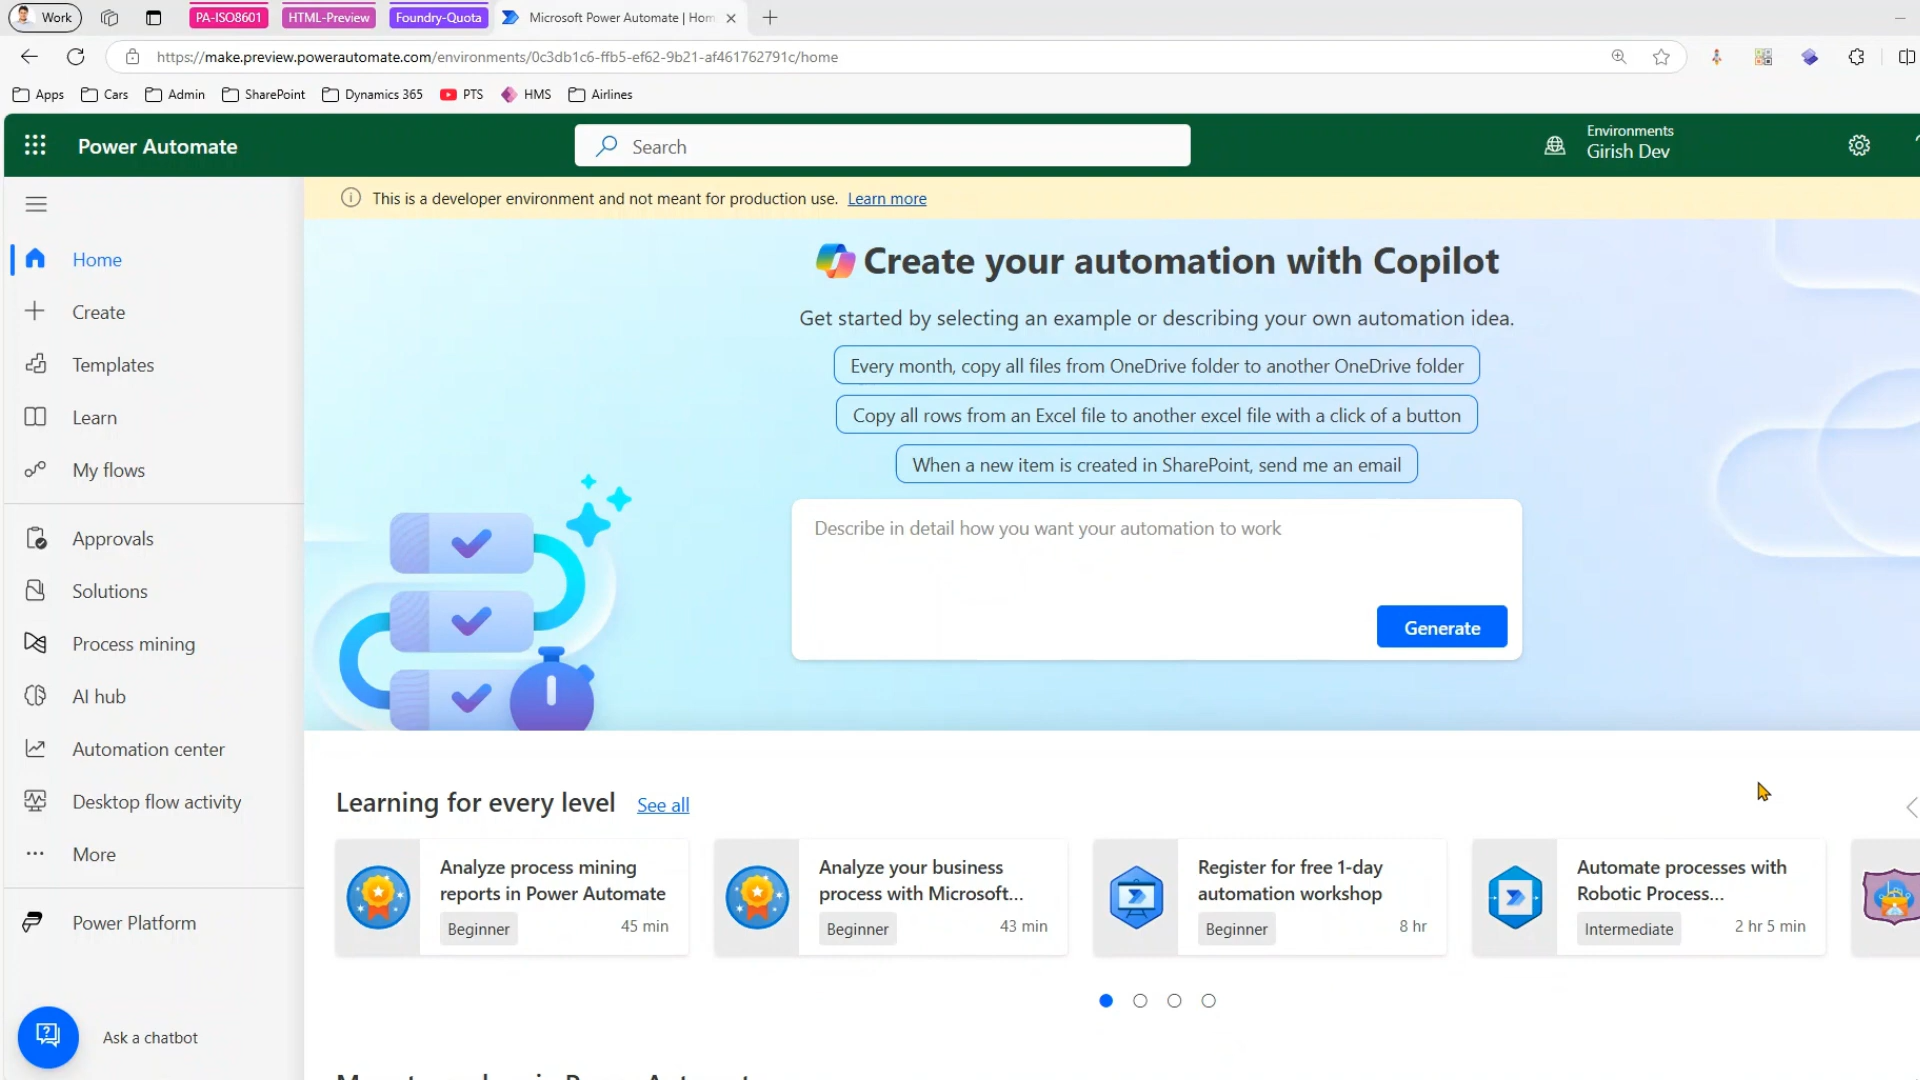 Work
PA-ISO8601
HTML-Preview
Foundry-Quota
Microsoft Power Automate | Hom
https://make.preview.powerautomate.com/environments/0c3db1c6-ffb5-ef62-9b21-af461762791c/home
Apps
Cars
Admin
SharePoint
Dynamics 365
PTS
HMS
Airlines
Power Automate
Search
Environments
Girish Dev
This is a developer environment and not meant for production use. Learn more
Home
Create
Templates
Learn
My flows
Approvals
Solutions
Process mining
AI hub
Automation center
Desktop flow activity
More
Power Platform
Ask a chatbot
Create your automation with Copilot
Get started by selecting an example or describing your own automation idea.
Every month, copy all files from OneDrive folder to another OneDrive folder
Copy all rows from an Excel file to another excel file with a click of a button
When a new item is created in SharePoint, send me an email
Describe in detail how you want your automation to work
Generate
Learning for every level See all
Analyze process mining
reports in Power Automate
Beginner 45 min
Analyze your business
process with Microsoft...
Beginner 43 min
Register for free 1-day
automation workshop
Beginner 8 hr
Automate processes with
Robotic Process...
Intermediate 2 hr 5 min